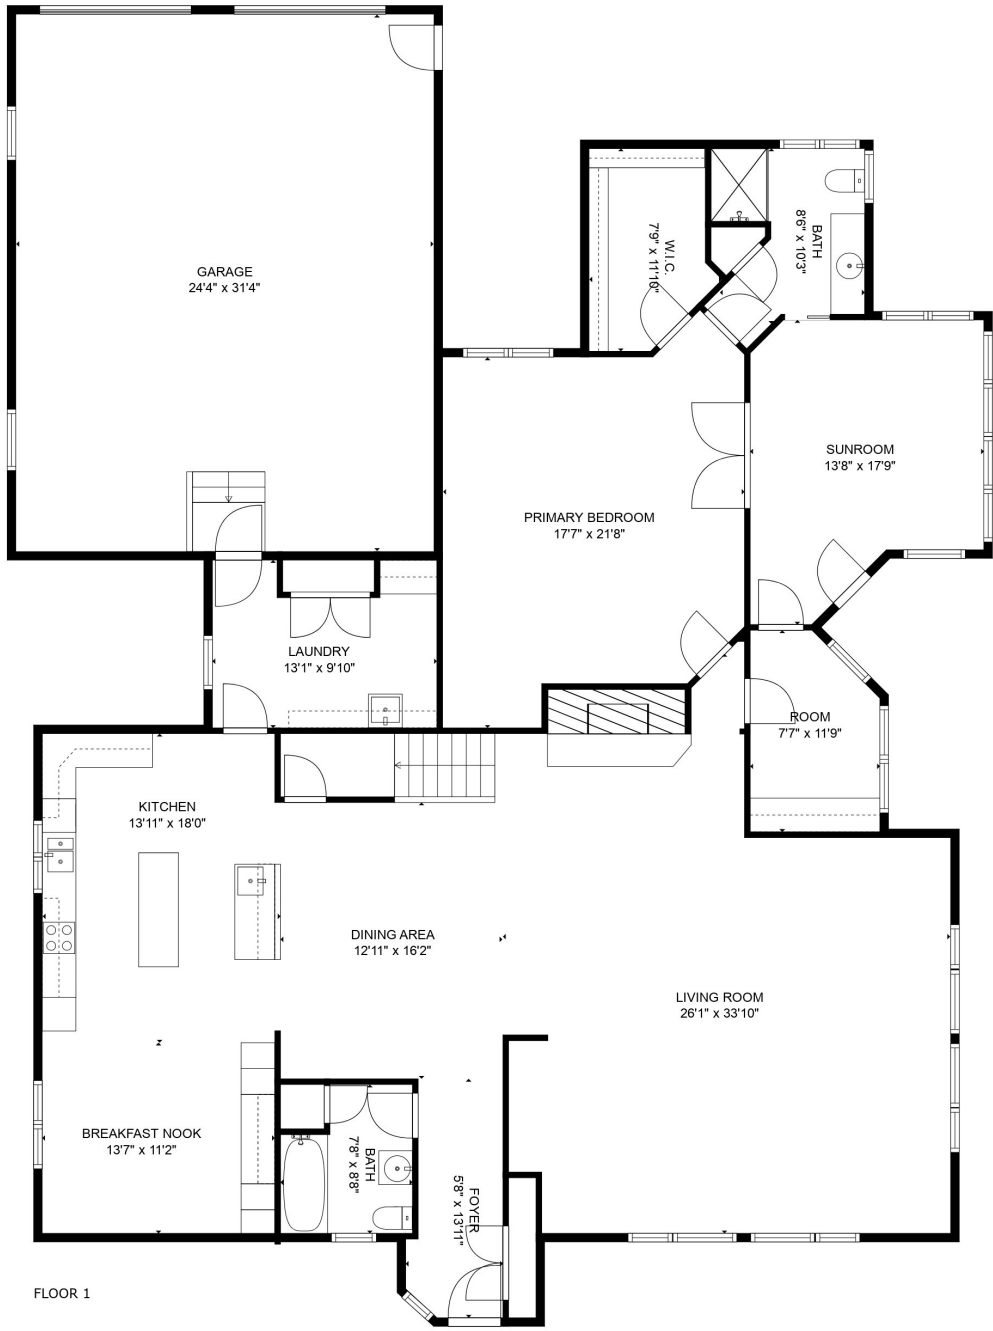 GARAGE
24'4" x 31'4"
W.I.C.
7'9" x 11'10"
BATH
8'6" x 10'3"
SUNROOM
13'8" x 17'9"
PRIMARY BEDROOM
17'7" x 21'8"
LAUNDRY
13'1" x 9'10"
ROOM
7'7" x 11'9"
KITCHEN
13'11" x 18'0"
DINING AREA
12'11" x 16'2"
LIVING ROOM
26'1" x 33'10"
BREAKFAST NOOK
13'7" x 11'2"
BATH
7'8" x 8'8"
FOYER
5'8" x 13'11"
FLOOR 1